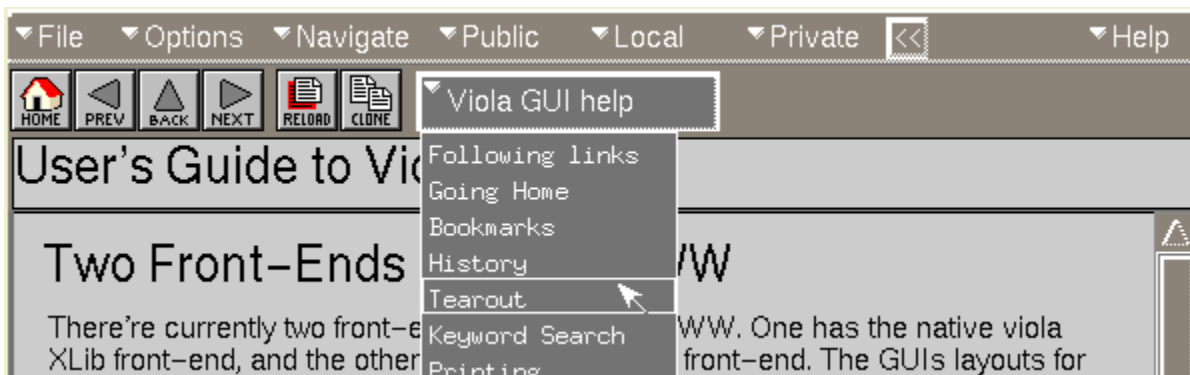 File Options Navigate Public Local Private << Help
HOME PREV BACK NEXT RELOAD CLONE Viola GUI help
User's Guide to Vio
Following links
Going Home
Bookmarks
Two Front-Ends WW
History
Tearout
There're currently two front-e WW. One has the native viola
Keyword Search
XLib front-end, and the other front-end. The GUIs layouts for
Printing